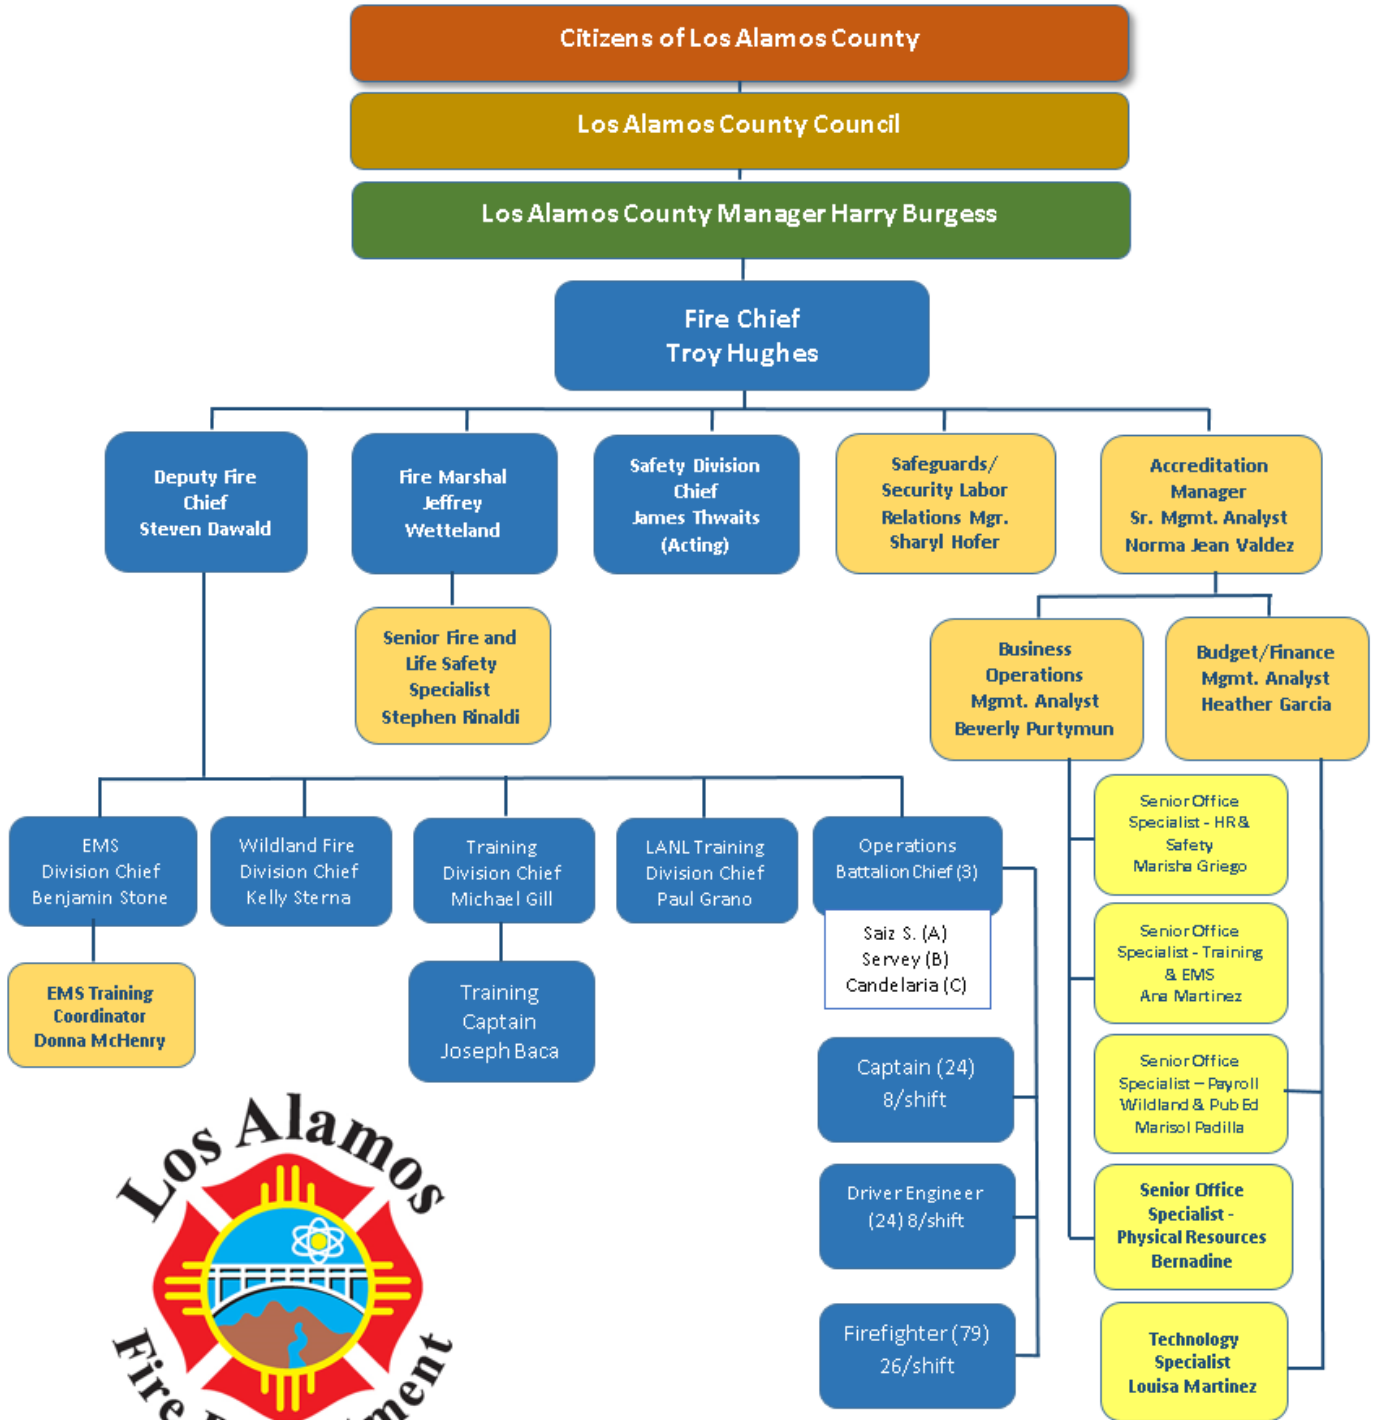 Citizens of Los Alamos County
Los Alamos County Council
Los Alamos County Manager Harry Burgess
Fire Chief
Troy Hughes
Deputy Fire
Chief
Steven Dawald
Fire Marshal
Jeffrey
Wetteland
Safety Division
Chief
James Thwaits
(Acting)
Safeguards/
Security Labor
Relations Mgr.
Sharyl Hofer
Accreditation
Manager
Sr. Mgmt. Analyst
Norma Jean Valdez
Senior Fire and
Life Safety
Specialist
Stephen Rinaldi
Business
Operations
Mgmt. Analyst
Beverly Purtymun
Budget/Finance
Mgmt. Analyst
Heather Garcia
EMS
Division Chief
Benjamin Stone
Wildland Fire
Division Chief
Kelly Sterna
Training
Division Chief
Michael Gill
LANL Training
Division Chief
Paul Grano
Operations
Battalion Chief (3)
Saiz S. (A)
Servey (B)
Candelaria (C)
EMS Training
Coordinator
Donna McHenry
Training
Captain
Joseph Baca
Captain (24)
8/shift
Driver Engineer
(24) 8/shift
Firefighter (79)
26/shift
Senior Office
Specialist - HR &
Safety
Marisha Griego
Senior Office
Specialist - Training
& EMS
Ana Martinez
Senior Office
Specialist – Payroll
Wildland & Pub Ed
Marisol Padilla
Senior Office
Specialist -
Physical Resources
Bernadine
Technology
Specialist
Louisa Martinez
Los Alamos
Fire